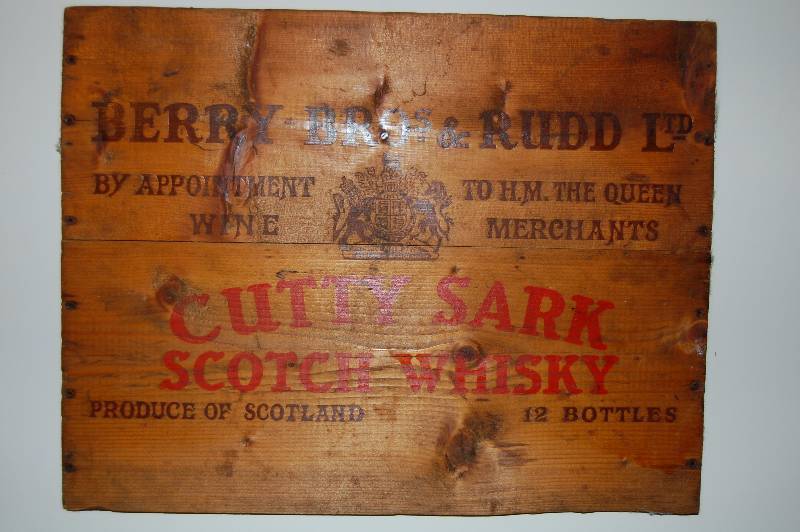 BERRY BROS & RUDD LTD
BY APPOINTMENT TO H.M. THE QUEEN
WINE MERCHANTS
CUTTY SARK
SCOTCH WHISKY
PRODUCE OF SCOTLAND 12 BOTTLES